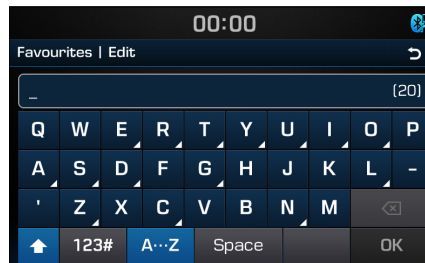 00:00
Favourites | Edit
_ (20)
Q W E R T Y U I O P
A S D F G H J K L -
' Z X C V B N M
123# A···Z Space OK